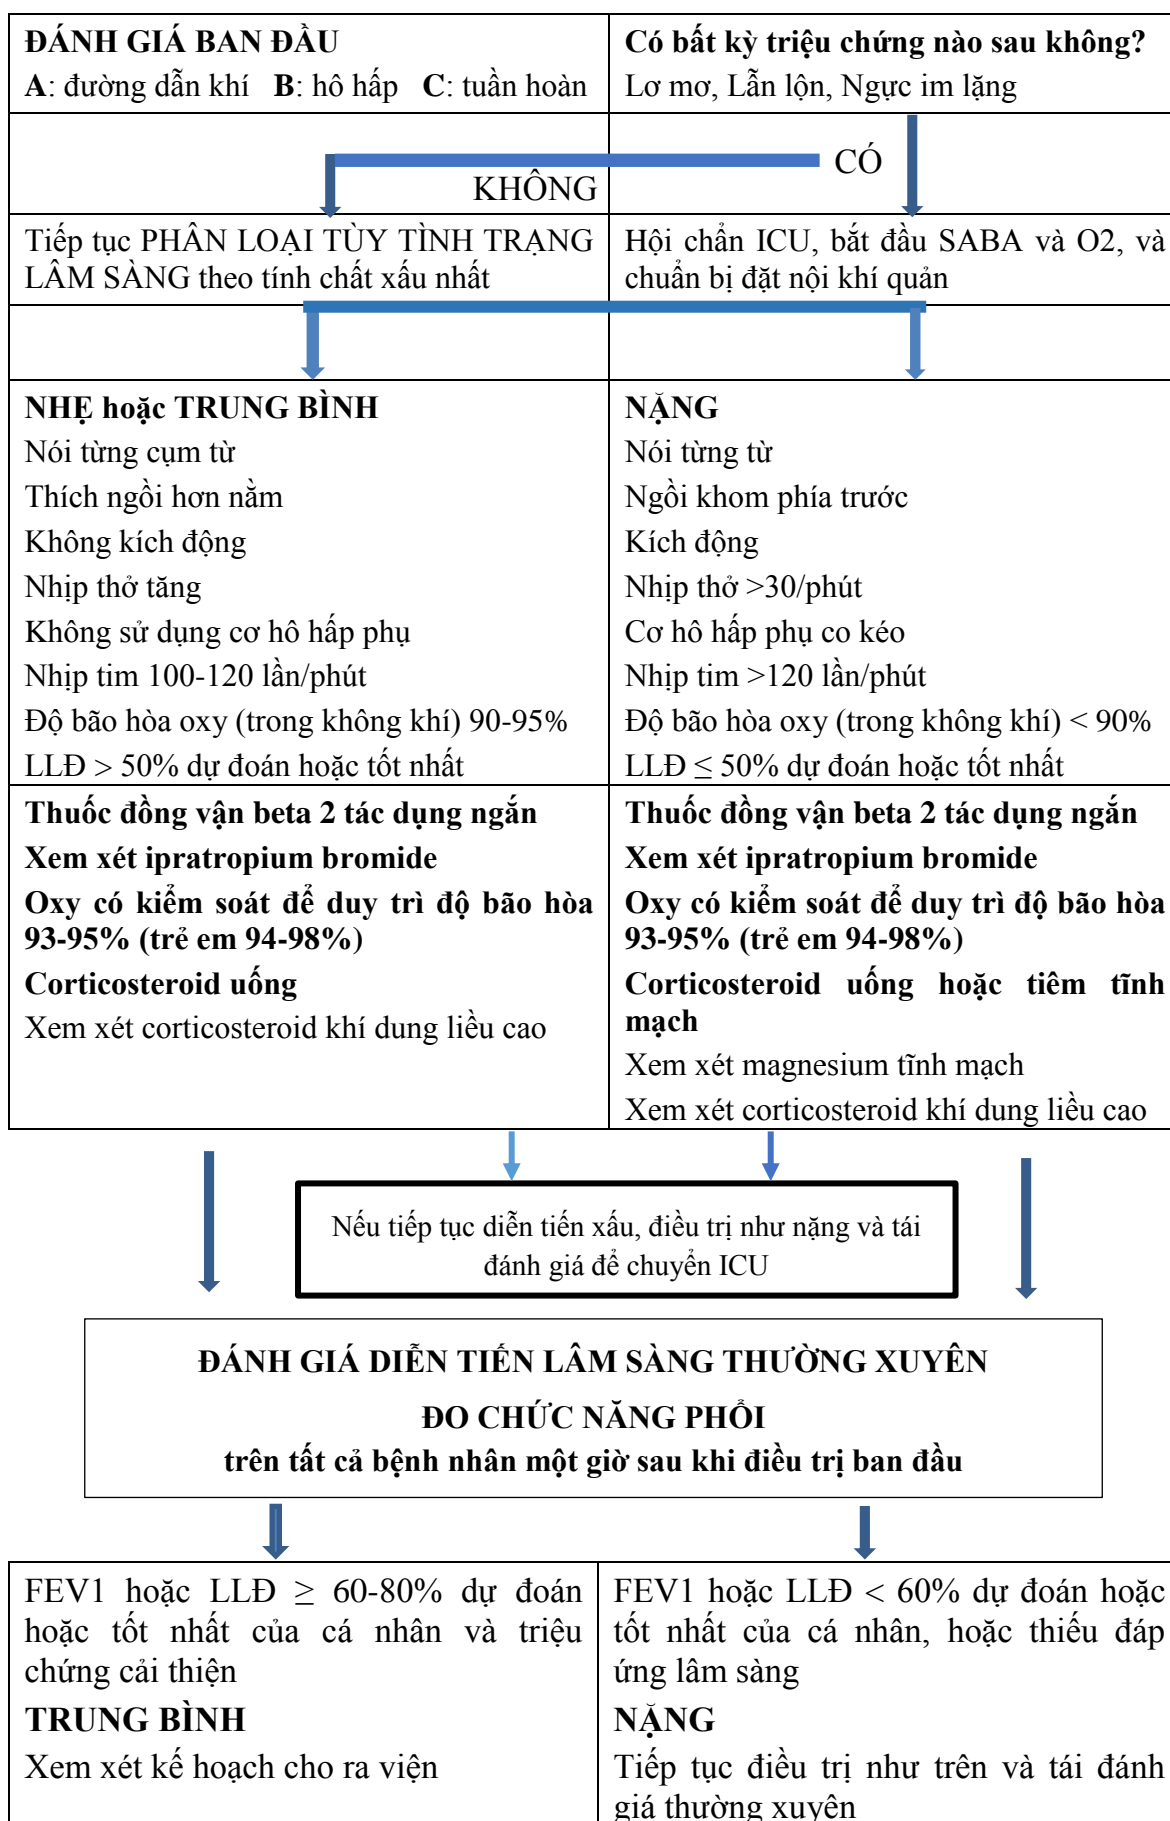 ĐÁNH GIÁ BAN ĐẦU
A: đường dẫn khí B: hô hấp C: tuần hoàn
Có bất kỳ triệu chứng nào sau không?
Lơ mơ, Lẫn lộn, Ngực im lặng
CÓ
KHÔNG
Tiếp tục PHÂN LOẠI TÙY TÌNH TRẠNG
LÂM SÀNG theo tính chất xấu nhất
Hội chẩn ICU, bắt đầu SABA và O2, và
chuẩn bị đặt nội khí quản
NHẸ hoặc TRUNG BÌNH
Nói từng cụm từ
Thích ngồi hơn nằm
Không kích động
Nhịp thở tăng
Không sử dụng cơ hô hấp phụ
Nhịp tim 100-120 lần/phút
Độ bão hòa oxy (trong không khí) 90-95%
LLĐ > 50% dự đoán hoặc tốt nhất
NẶNG
Nói từng từ
Ngồi khom phía trước
Kích động
Nhịp thở >30/phút
Cơ hô hấp phụ co kéo
Nhịp tim >120 lần/phút
Độ bão hòa oxy (trong không khí) < 90%
LLĐ ≤ 50% dự đoán hoặc tốt nhất
Thuốc đồng vận beta 2 tác dụng ngắn
Xem xét ipratropium bromide
Oxy có kiểm soát để duy trì độ bão hòa
93-95% (trẻ em 94-98%)
Corticosteroid uống
Xem xét corticosteroid khí dung liều cao
Thuốc đồng vận beta 2 tác dụng ngắn
Xem xét ipratropium bromide
Oxy có kiểm soát để duy trì độ bão hòa
93-95% (trẻ em 94-98%)
Corticosteroid uống hoặc tiêm tĩnh
mạch
Xem xét magnesium tĩnh mạch
Xem xét corticosteroid khí dung liều cao
Nếu tiếp tục diễn tiến xấu, điều trị như nặng và tái
đánh giá để chuyển ICU
ĐÁNH GIÁ DIỄN TIẾN LÂM SÀNG THƯỜNG XUYÊN
ĐO CHỨC NĂNG PHỔI
trên tất cả bệnh nhân một giờ sau khi điều trị ban đầu
FEV1 hoặc LLĐ ≥ 60-80% dự đoán
hoặc tốt nhất của cá nhân và triệu
chứng cải thiện
TRUNG BÌNH
Xem xét kế hoạch cho ra viện
FEV1 hoặc LLĐ < 60% dự đoán hoặc
tốt nhất của cá nhân, hoặc thiếu đáp
ứng lâm sàng
NẶNG
Tiếp tục điều trị như trên và tái đánh
giá thường xuyên